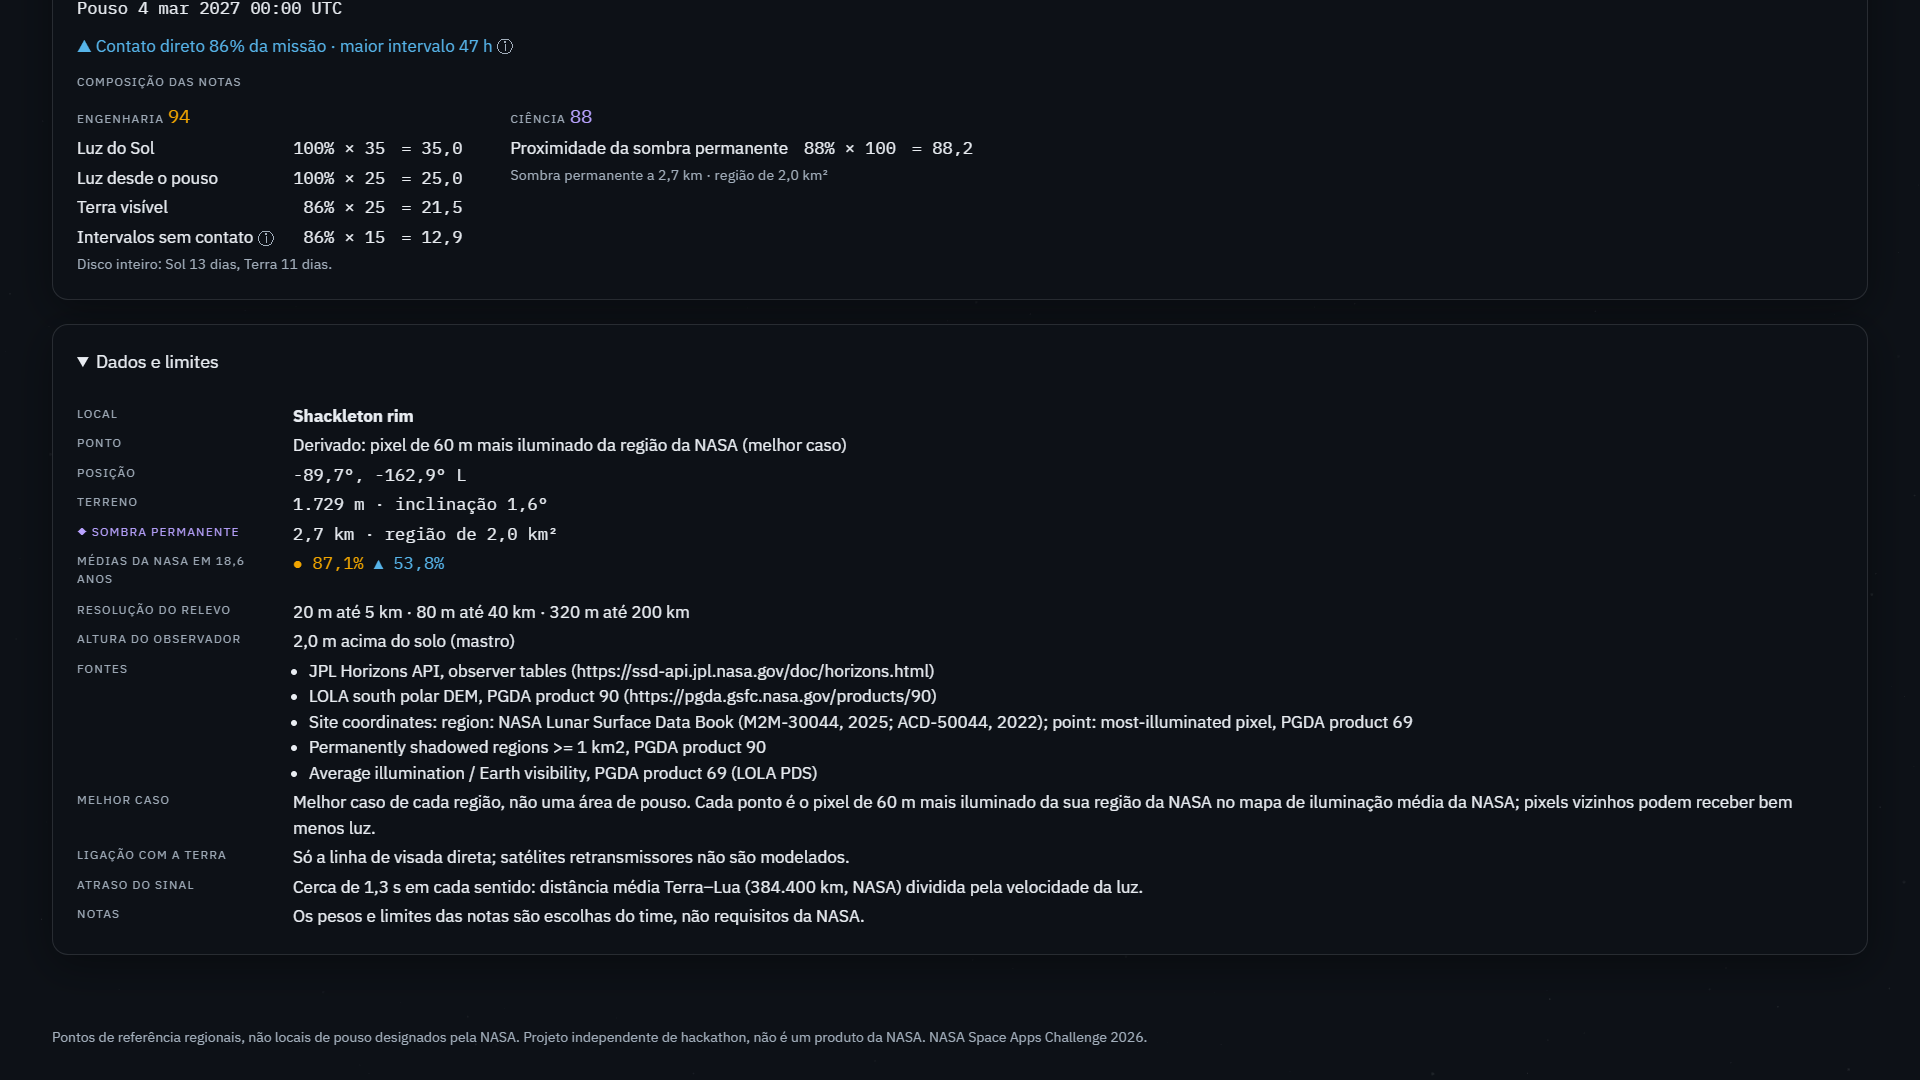 Pouso 4 mar 2027 00:00 UTC
▲ Contato direto 86% da missão · maior intervalo 47 h ⓘ
COMPOSIÇÃO DAS NOTAS
ENGENHARIA 94
Luz do Sol 100% × 35 = 35,0
Luz desde o pouso 100% × 25 = 25,0
Terra visível 86% × 25 = 21,5
Intervalos sem contato ⓘ 86% × 15 = 12,9
Disco inteiro: Sol 13 dias, Terra 11 dias.
CIÊNCIA 88
Proximidade da sombra permanente 88% × 100 = 88,2
Sombra permanente a 2,7 km · região de 2,0 km²
▼ Dados e limites
LOCAL Shackleton rim
PONTO Derivado: pixel de 60 m mais iluminado da região da NASA (melhor caso)
POSIÇÃO -89,7°, -162,9° L
TERRENO 1.729 m · inclinação 1,6°
◆ SOMBRA PERMANENTE 2,7 km · região de 2,0 km²
MÉDIAS DA NASA EM 18,6 ANOS ● 87,1% ▲ 53,8%
RESOLUÇÃO DO RELEVO 20 m até 5 km · 80 m até 40 km · 320 m até 200 km
ALTURA DO OBSERVADOR 2,0 m acima do solo (mastro)
FONTES
• JPL Horizons API, observer tables (https://ssd-api.jpl.nasa.gov/doc/horizons.html)
• LOLA south polar DEM, PGDA product 90 (https://pgda.gsfc.nasa.gov/products/90)
• Site coordinates: region: NASA Lunar Surface Data Book (M2M-30044, 2025; ACD-50044, 2022); point: most-illuminated pixel, PGDA product 69
• Permanently shadowed regions >= 1 km2, PGDA product 90
• Average illumination / Earth visibility, PGDA product 69 (LOLA PDS)
MELHOR CASO Melhor caso de cada região, não uma área de pouso. Cada ponto é o pixel de 60 m mais iluminado da sua região da NASA no mapa de iluminação média da NASA; pixels vizinhos podem receber bem
menos luz.
LIGAÇÃO COM A TERRA Só a linha de visada direta; satélites retransmissores não são modelados.
ATRASO DO SINAL Cerca de 1,3 s em cada sentido: distância média Terra–Lua (384.400 km, NASA) dividida pela velocidade da luz.
NOTAS Os pesos e limites das notas são escolhas do time, não requisitos da NASA.
Pontos de referência regionais, não locais de pouso designados pela NASA. Projeto independente de hackathon, não é um produto da NASA. NASA Space Apps Challenge 2026.